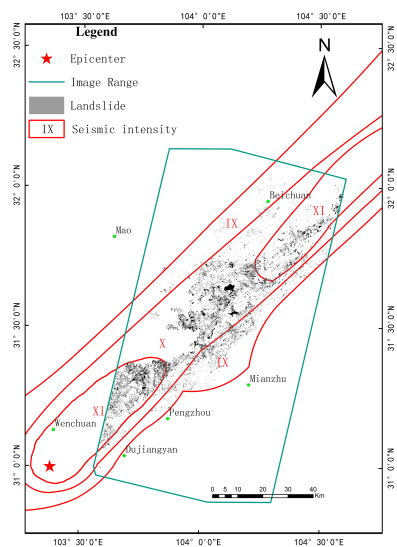 103° 30'0"E 104° 0'0"E 104° 30'0"E
Legend
Epicenter
Image Range
Landslide
IX Seismic intensity
N
32° 30'0"N
32° 30'0"N
32° 0'0"N
32° 0'0"N
Beichuan
IX
XI
Mao
31° 30'0"N
31° 30'0"N
X
IX
Mianzhu
XI
Pengzhou
Wenchuan
Dujiangyan
31° 0'0"N
31° 0'0"N
0 5 10 20 30 40
Km
103° 30'0"E 104° 0'0"E 104° 30'0"E